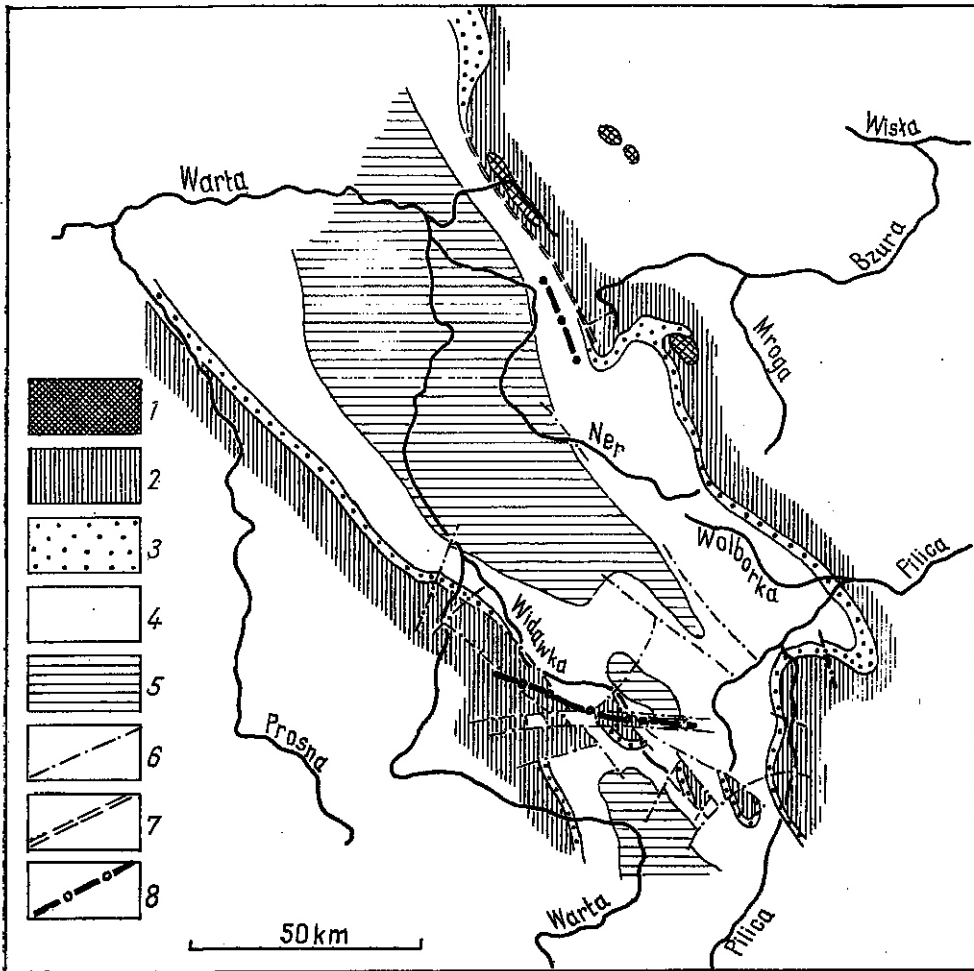 Wisła
Warta
Bzura
Mroga
1
2
Ner
3
Wolborka
Pilica
4
Widawka
5
Prosna
6
7
8
50 km
Warta
Pilica